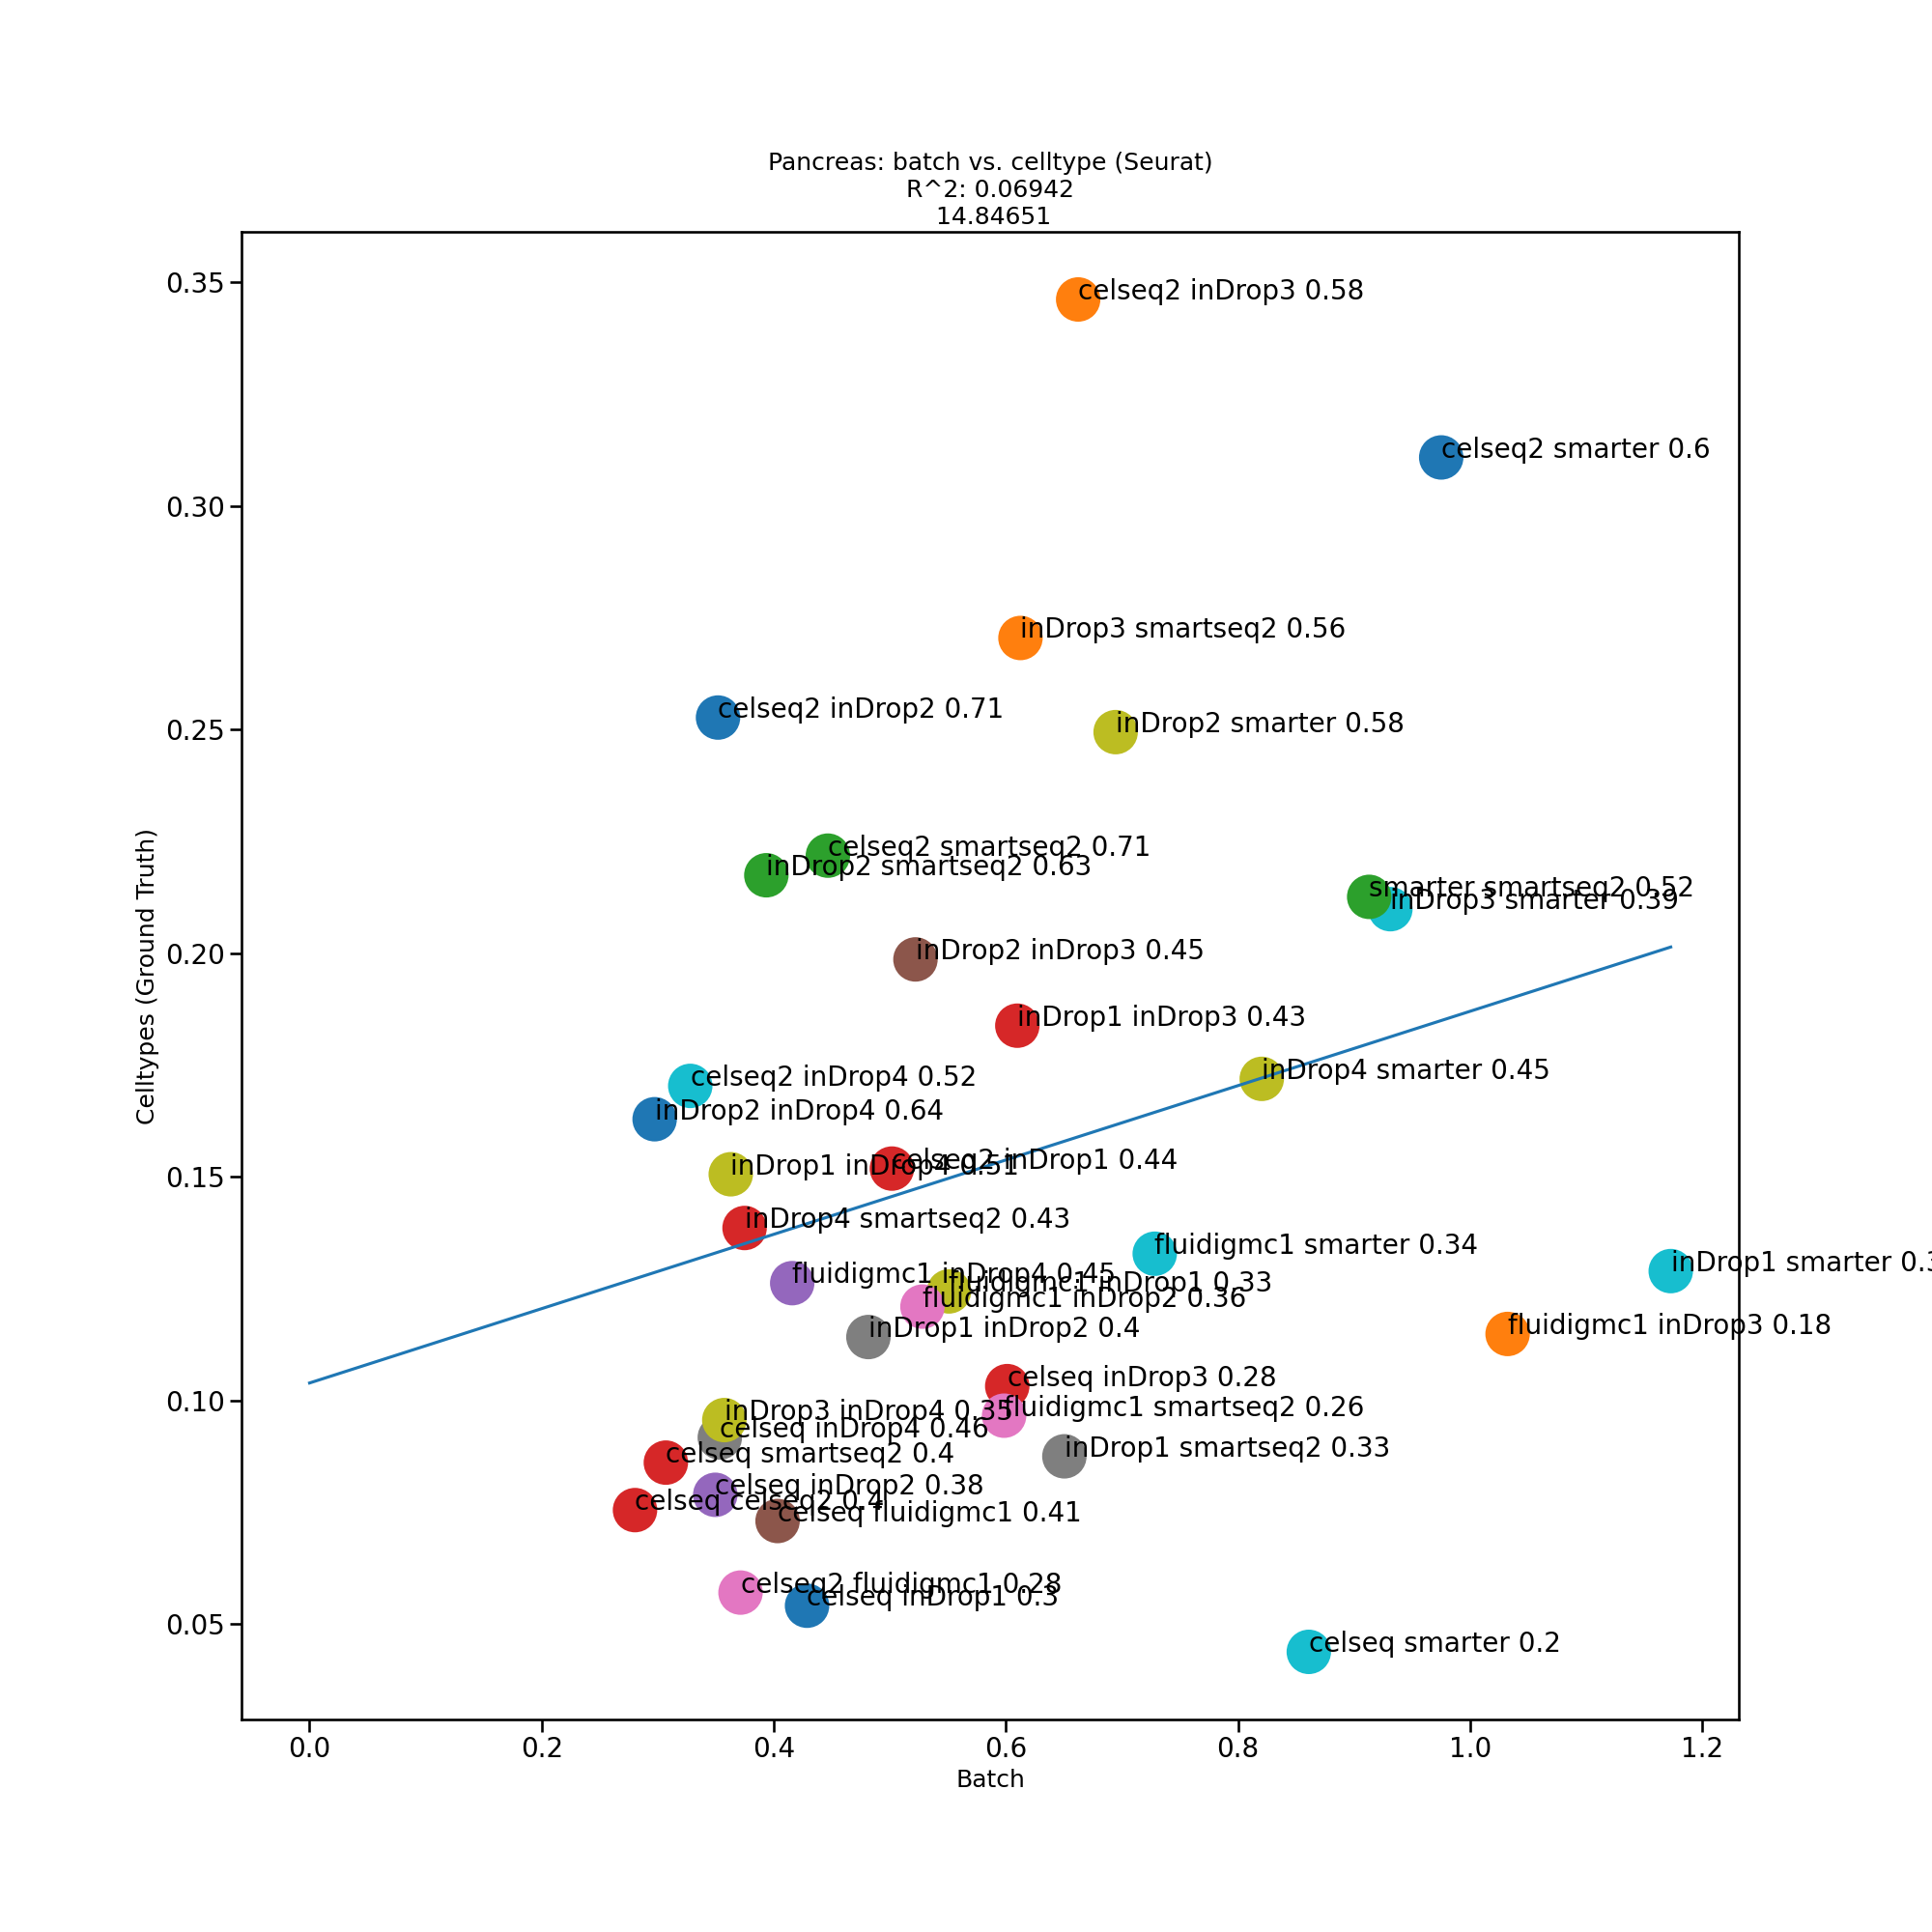 Pancreas: batch vs. celltype (Seurat)
R^2: 0.06942
14.84651
0.35
0.30
0.25
0.20
0.15
0.10
0.05
Celltypes (Ground Truth)
celseq2 inDrop3 0.58
celseq2 smarter 0.6
inDrop3 smartseq2 0.56
celseq2 inDrop2 0.71
inDrop2 smarter 0.58
celseq2 smartseq2 0.71
inDrop2 smartseq2 0.63
smarter smartseq2 0.52
inDrop3 smarter 0.39
inDrop2 inDrop3 0.45
inDrop1 inDrop3 0.43
inDrop4 smarter 0.45
celseq2 inDrop4 0.52
inDrop2 inDrop4 0.64
celseq2 inDrop1 0.44
inDrop1 inDrop4 0.51
inDrop4 smartseq2 0.43
fluidigmc1 smarter 0.34
inDrop1 smarter
fluidigmc1 inDrop4 0.45
fluidigmc1 inDrop1 0.33
fluidigmc1 inDrop2 0.36
inDrop1 inDrop2 0.4
fluidigmc1 inDrop3 0.18
celseq inDrop3 0.28
inDrop3 inDrop4 0.35
fluidigmc1 smartseq2 0.26
celseq inDrop4 0.46
inDrop1 smartseq2 0.33
celseq smartseq2 0.4
celseq inDrop2 0.38
celseq celseq2 0.4
celseq fluidigmc1 0.41
celseq2 fluidigmc1 0.28
celseq inDrop1 0.3
celseq smarter 0.2
0.0
0.2
0.4
0.6
0.8
1.0
1.2
Batch